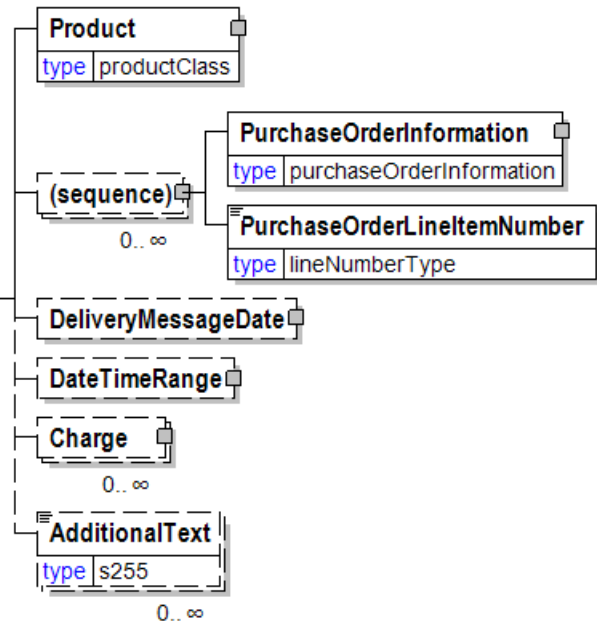 Product
type productClass
PurchaseOrderInformation
type purchaseOrderInformation
(sequence)
0.. ∞
PurchaseOrderLineItemNumber
type lineNumberType
DeliveryMessageDate
DateTimeRange
Charge
0.. ∞
AdditionalText
type s255
0.. ∞